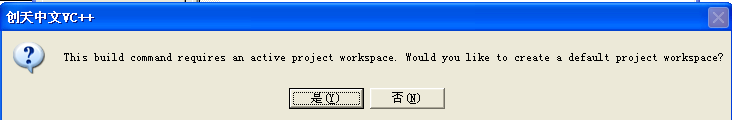 创天中文VC++
This build command requires an active project workspace. Would you like to create a default project workspace?
是(Y) 否(N)